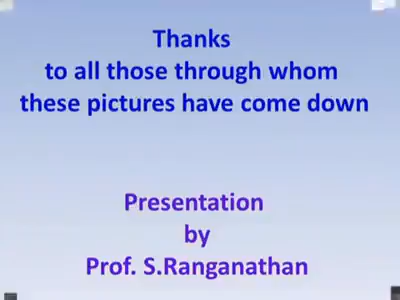 Thanks
to all those through whom
these pictures have come down
Presentation
by
Prof. S.Ranganathan